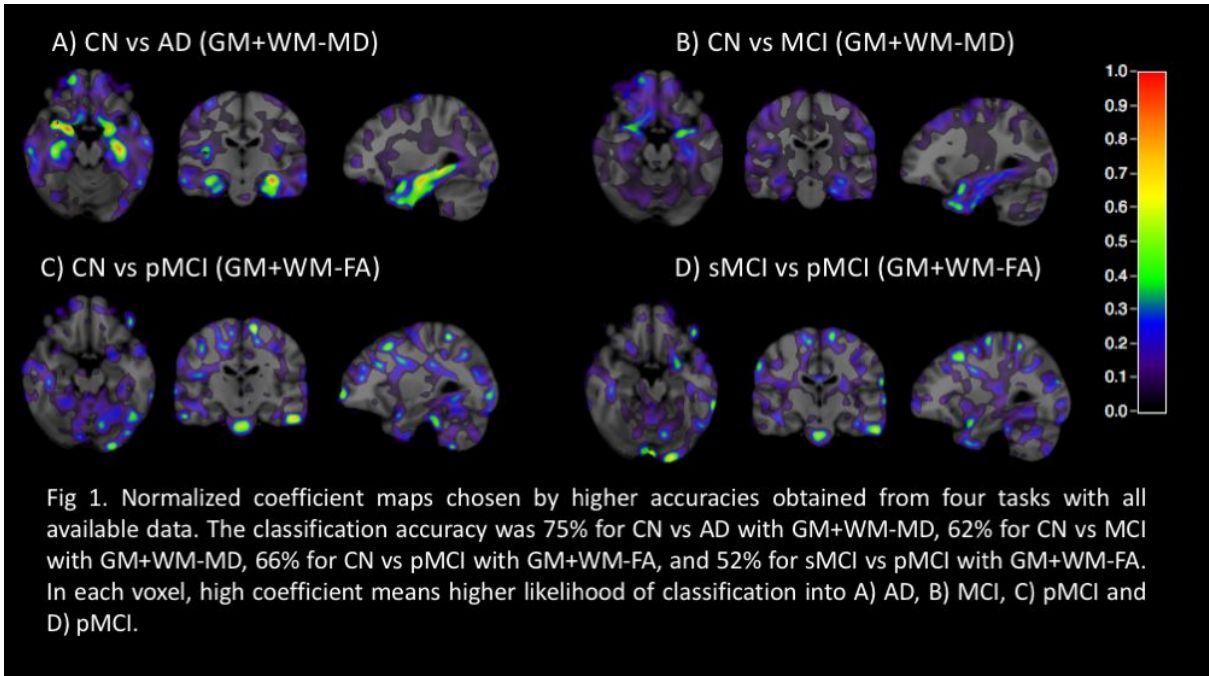 A) CN vs AD (GM+WM-MD)
B) CN vs MCI (GM+WM-MD)
1.0
0.9
0.8
0.7
0.6
0.5
0.4
0.3
0.2
0.1
0.0
C) CN vs pMCI (GM+WM-FA)
D) sMCI vs pMCI (GM+WM-FA)
Fig 1. Normalized coefficient maps chosen by higher accuracies obtained from four tasks with all
available data. The classification accuracy was 75% for CN vs AD with GM+WM-MD, 62% for CN vs MCI
with GM+WM-MD, 66% for CN vs pMCI with GM+WM-FA, and 52% for sMCI vs pMCI with GM+WM-FA.
In each voxel, high coefficient means higher likelihood of classification into A) AD, B) MCI, C) pMCI and
D) pMCI.